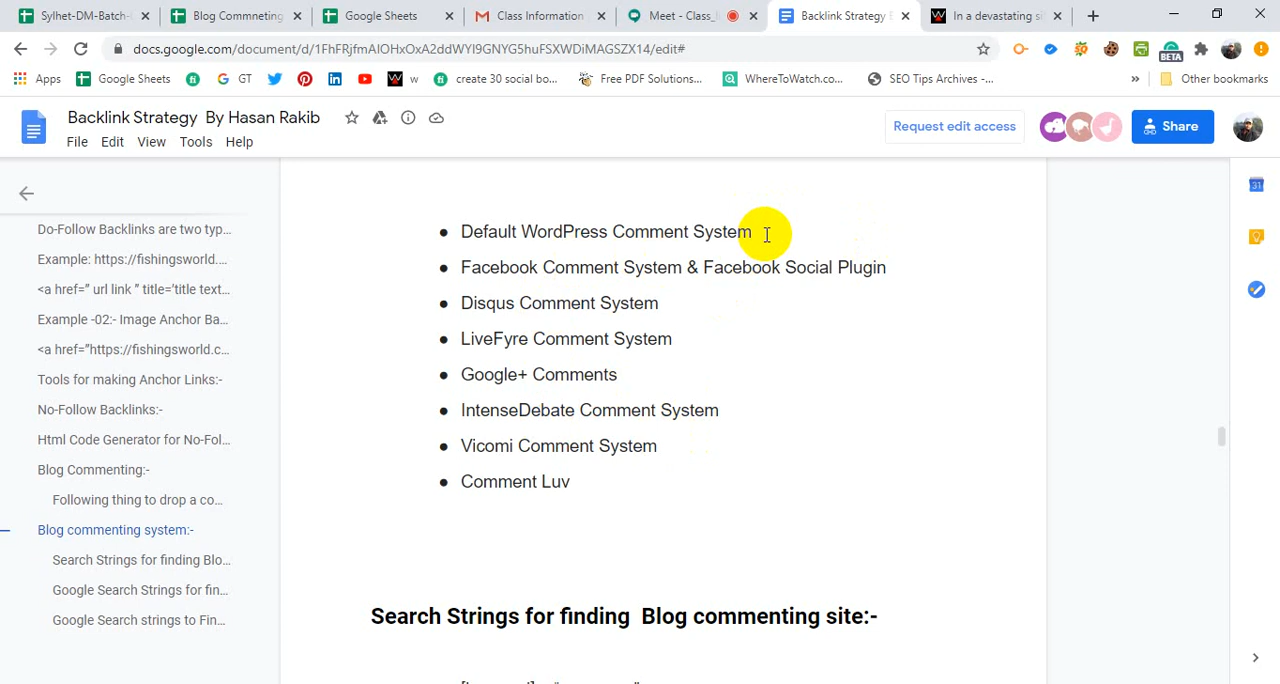 Sylhet-DM-Batch-
Blog Commneting
Google Sheets
Class Information
Meet - Class_
Backlink Strategy
In a devastating si
docs.google.com/document/d/1FhFRjfmAIOHxOxA2ddWYI9GNYG5huFSXWDiMAGSZX14/edit#
BETA
Apps
Google Sheets
GT
w
create 30 social bo...
Free PDF Solutions...
WhereToWatch.co...
SEO Tips Archives -...
»
Other bookmarks
Backlink Strategy By Hasan Rakib
File Edit View Tools Help
Request edit access
Share
Do-Follow Backlinks are two typ...
Example: https://fishingsworld....
<a href=” url link ” title=’title text...
Example -02:- Image Anchor Ba...
<a href=”https://fishingsworld.c...
Tools for making Anchor Links:-
No-Follow Backlinks:-
Html Code Generator for No-Fol...
Blog Commenting:-
Following thing to drop a co...
Blog commenting system:-
Search Strings for finding Blo...
Google Search Strings for fin...
Google Search strings to Fin...
● Default WordPress Comment System
● Facebook Comment System & Facebook Social Plugin
● Disqus Comment System
● LiveFyre Comment System
● Google+ Comments
● IntenseDebate Comment System
● Vicomi Comment System
● Comment Luv
Search Strings for finding Blog commenting site:-
31